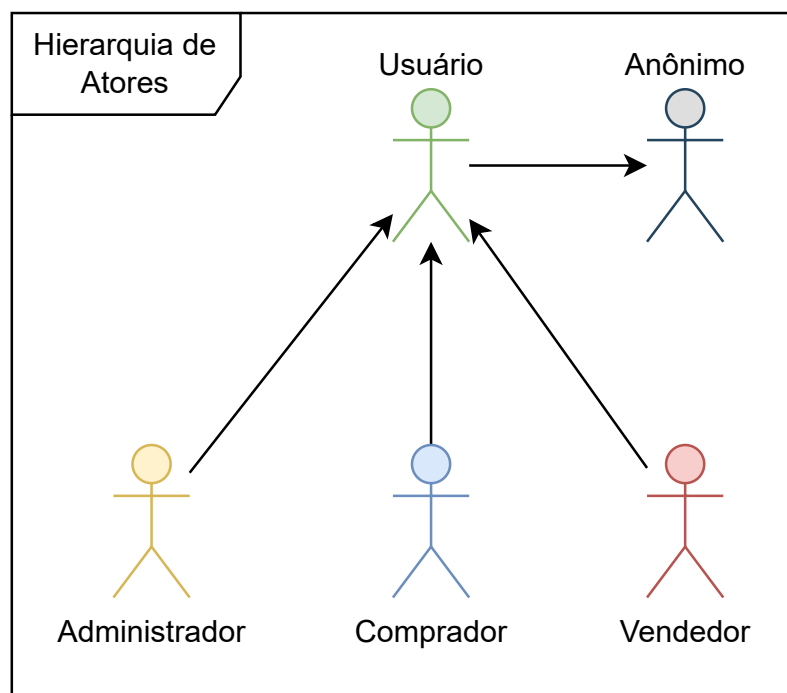 Hierarquia de
Atores
Usuário
Anônimo
Administrador
Comprador
Vendedor